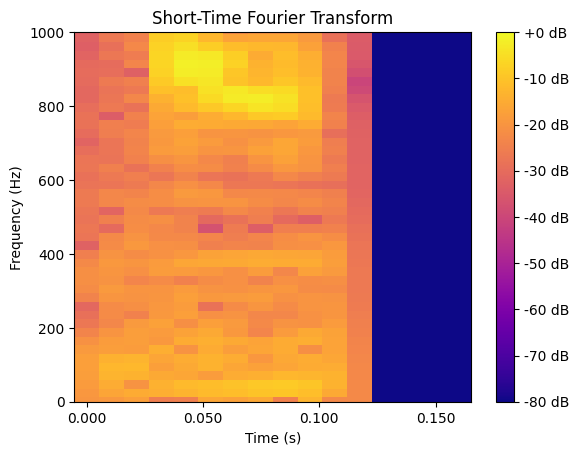 Short-Time Fourier Transform
Frequency (Hz)
1000
800
600
400
200
0
0.000
0.050
0.100
0.150
Time (s)
+0 dB
-10 dB
-20 dB
-30 dB
-40 dB
-50 dB
-60 dB
-70 dB
-80 dB